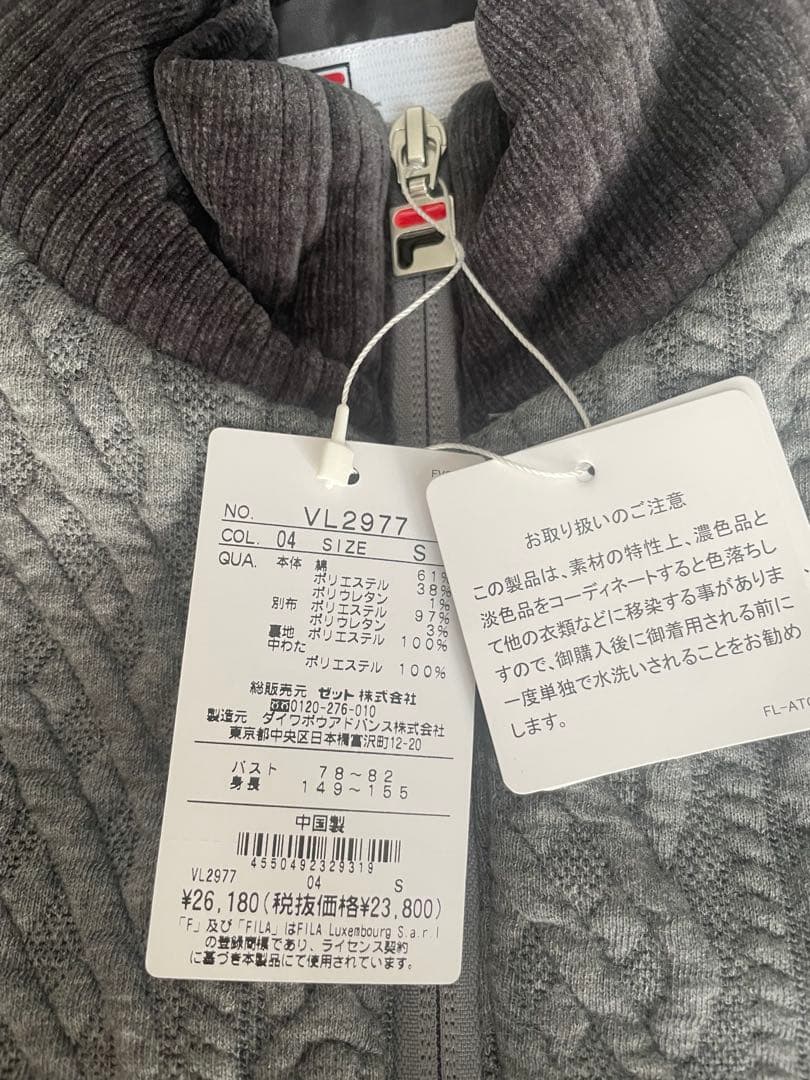 NO. VL2977
COL. 04 SIZE S
QUA. 本体 綿 61%
ポリエステル 38%
ポリウレタン 1%
別布 ポリエステル 97%
ポリウレタン 3%
裏地 ポリエステル 100%
中わた
ポリエステル 100%
総販売元 ゼット株式会社
0120-276-010
製造元 ダイワボウアドバンス株式会社
東京都中央区日本橋富沢町12-20
バスト 78~82
身長 149~155
中国製
4550492329319
VL2977 04 S
¥26,180(税抜価格¥23,800)
「F」及び「FILA」はFILA Luxembourg S.a.r.l
の登録商標であり、ライセンス契約
に基づき本製品にて使用されています。
お取り扱いのご注意
この製品は、素材の特性上、濃色品と
淡色品をコーディネートすると色落ちし
て他の衣類などに移染する事がありま
すので、御購入後に御着用される前に
一度単独で水洗いされることをお勧め
します。